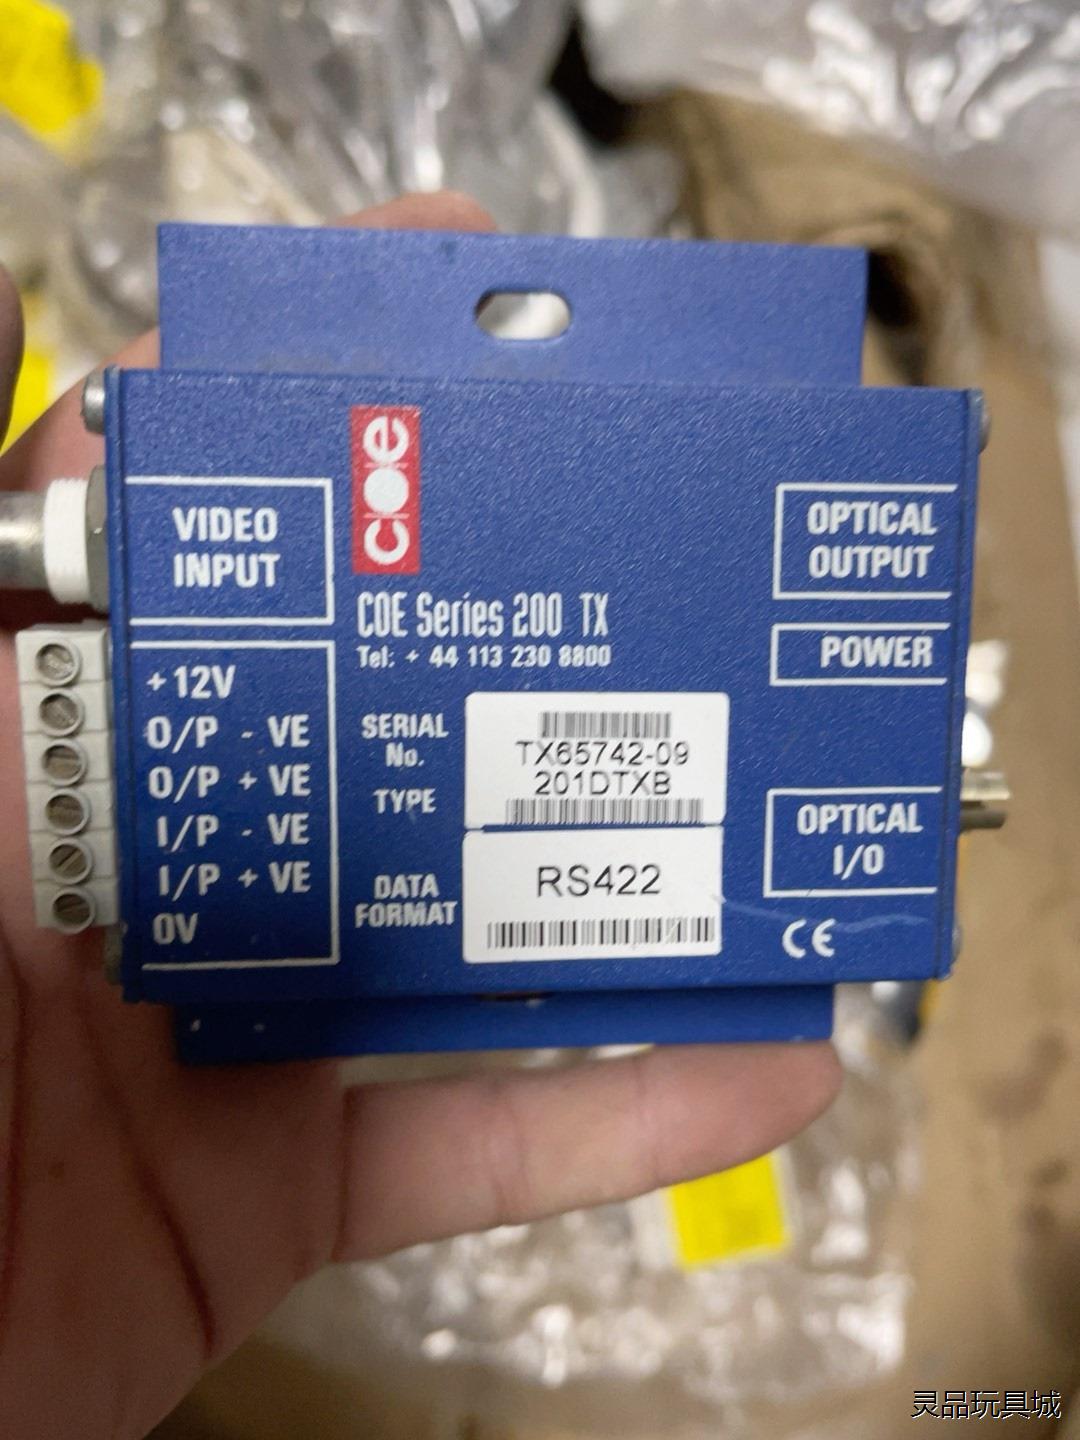 coe
VIDEO
INPUT
OPTICAL
OUTPUT
COE Series 200 TX
Tel: + 44 113 230 8800
POWER
+12V
O/P - VE
O/P + VE
I/P - VE
I/P + VE
0V
SERIAL
No.
TX65742-09
TYPE
201DTXB
DATA
FORMAT
RS422
OPTICAL
I/O
CE
灵品玩具城